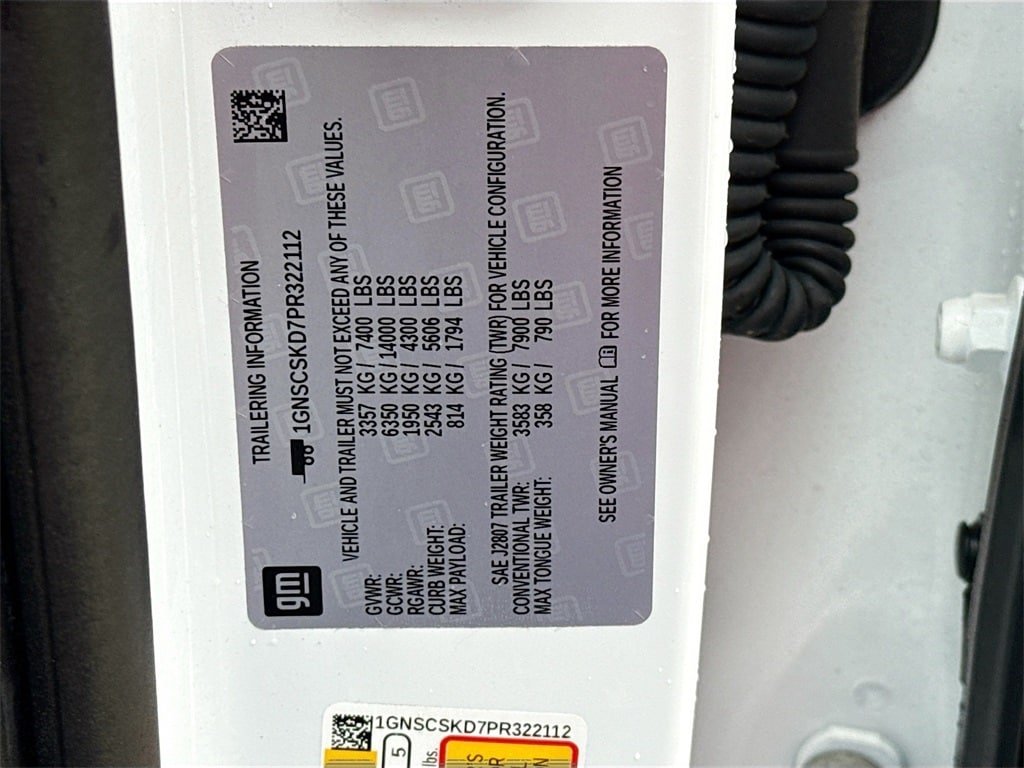 TRAILERING INFORMATION
1GNSCSKD7PR322112
VEHICLE AND TRAILER MUST NOT EXCEED ANY OF THESE VALUES.
GVWR: 3357 KG / 7400 LBS
GCWR: 6350 KG / 14000 LBS
RGAWR: 1950 KG / 4300 LBS
CURB WEIGHT: 2543 KG / 5606 LBS
MAX PAYLOAD: 814 KG / 1794 LBS
SAE J2807 TRAILER WEIGHT RATING (TWR) FOR VEHICLE CONFIGURATION.
CONVENTIONAL TWR: 3583 KG / 7900 LBS
MAX TONGUE WEIGHT: 358 KG / 790 LBS
SEE OWNER'S MANUAL FOR MORE INFORMATION
gm
1GNSCSKD7PR322112
5
lbs.